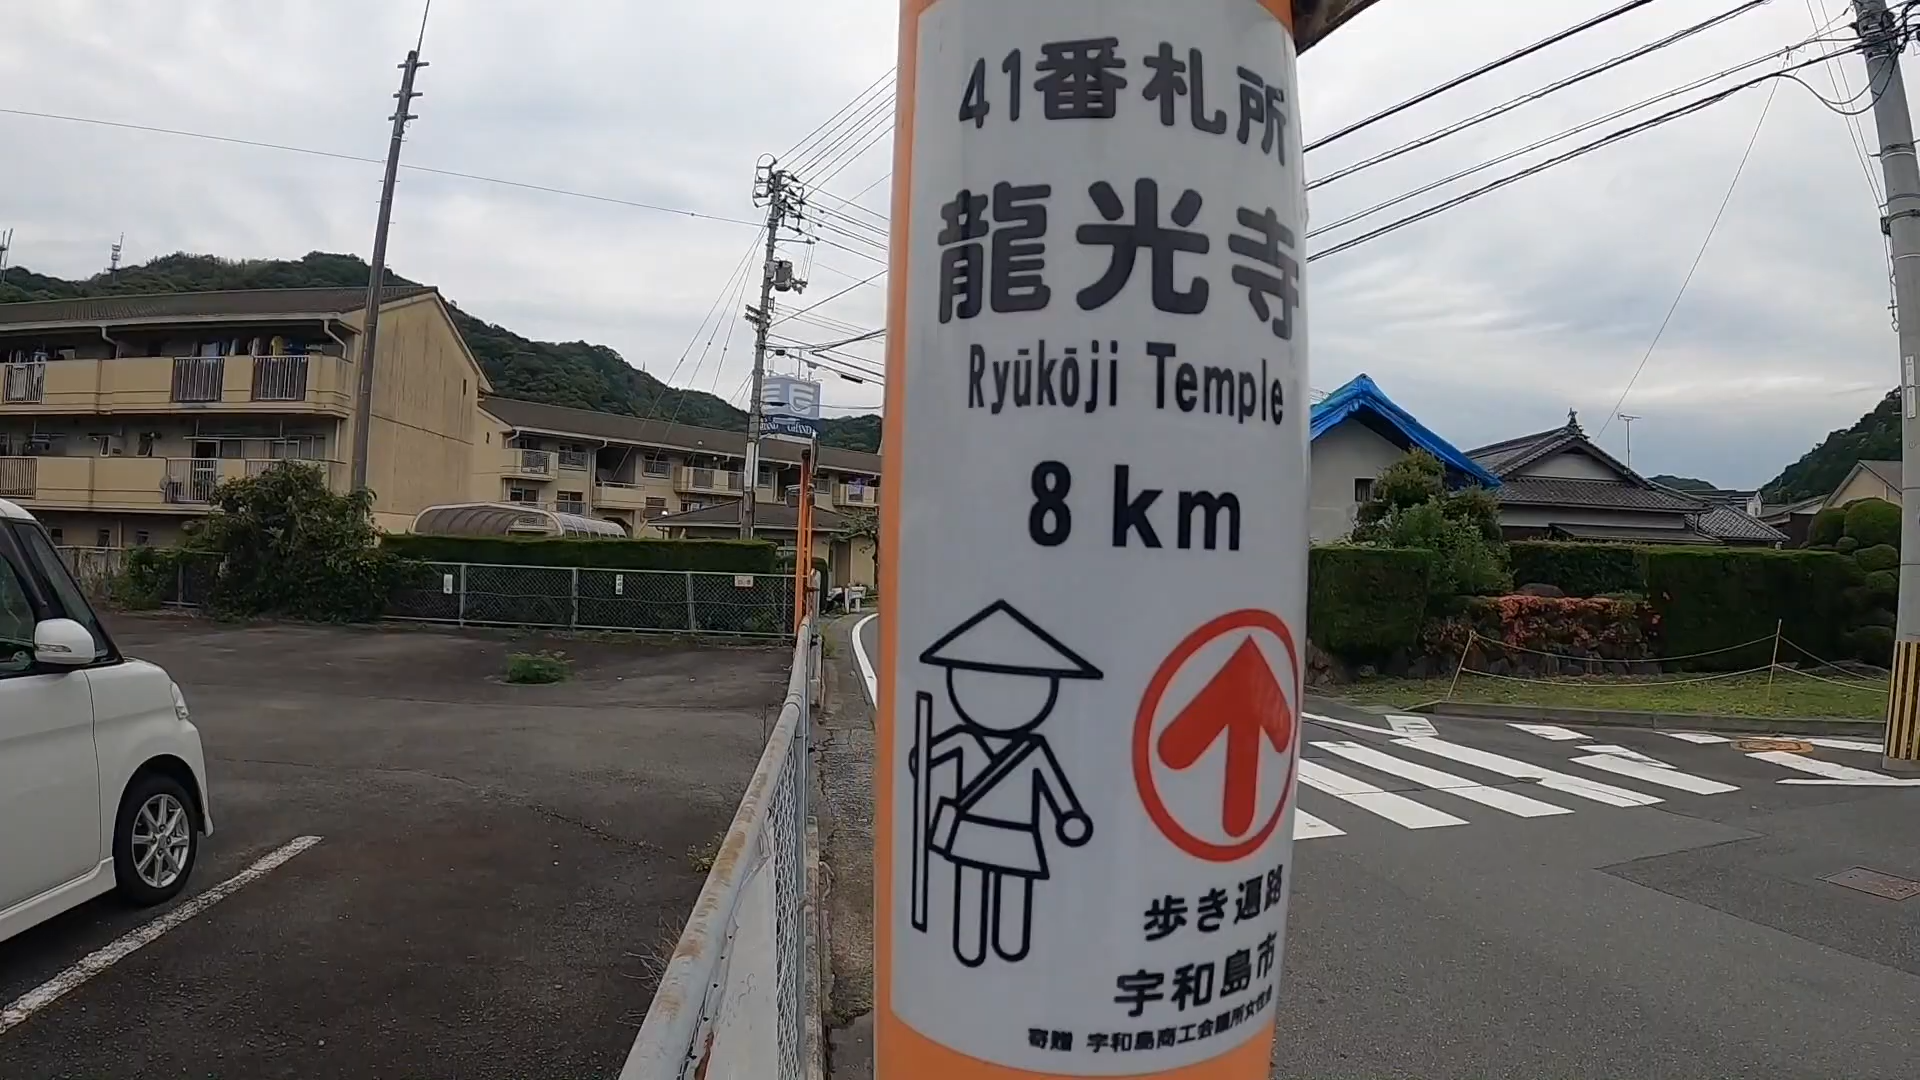 41番札所
龍光寺
Ryūkōji Temple
8 km
歩き遍路
宇和島市
寄贈 宇和島商工会議所女性会
GRAND